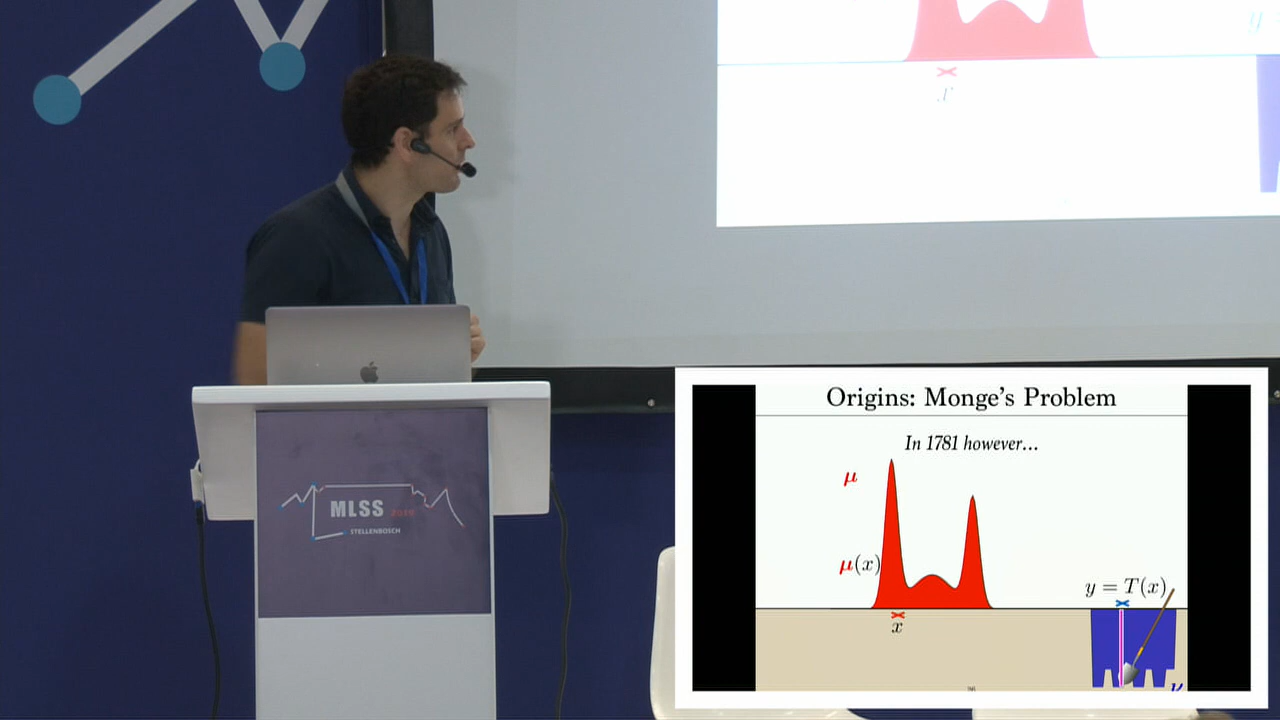 x
y =
MLSS 2019
STELLENBOSCH
Origins: Monge's Problem
In 1781 however...
μ
μ(x)
y = T(x)
x
ν